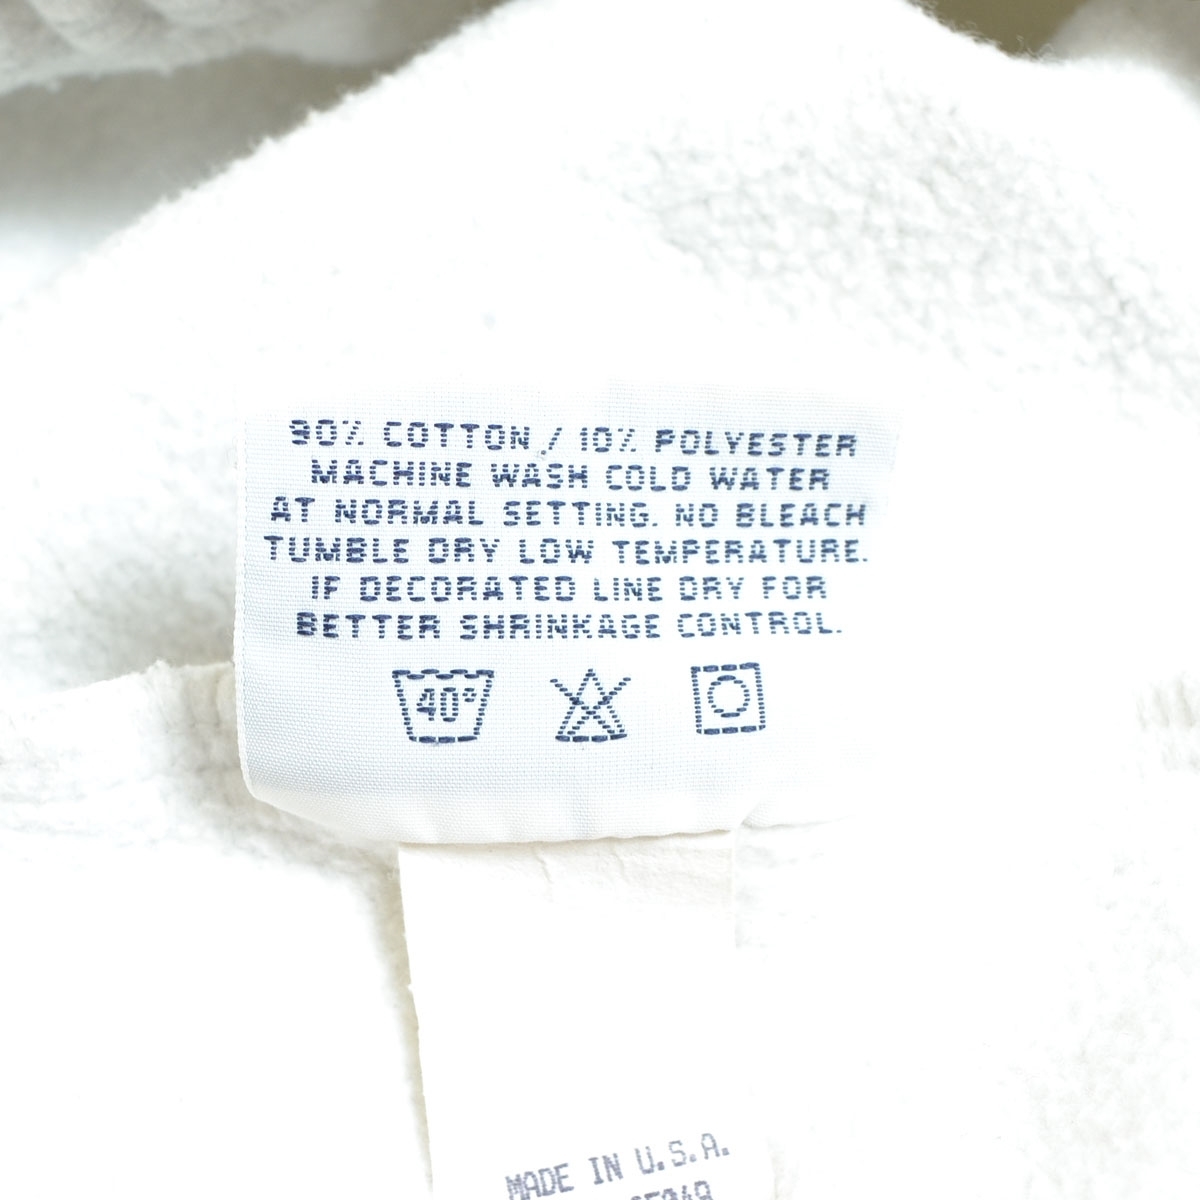 90% COTTON / 10% POLYESTER
MACHINE WASH COLD WATER
AT NORMAL SETTING. NO BLEACH
TUMBLE DRY LOW TEMPERATURE.
IF DECORATED LINE DRY FOR
BETTER SHRINKAGE CONTROL.
40°
MADE IN U.S.A.